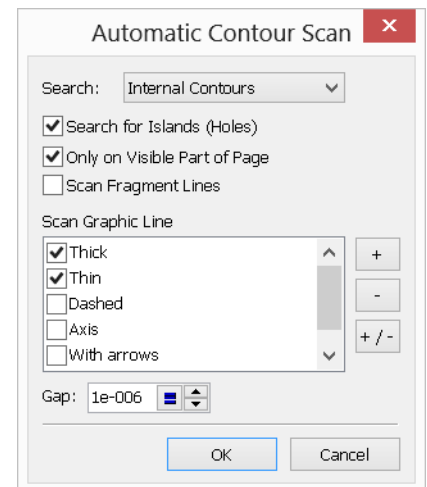 Automatic Contour Scan
Search: Internal Contours
Search for Islands (Holes)
Only on Visible Part of Page
Scan Fragment Lines
Scan Graphic Line
Thick
+
Thin
Dashed
-
Axis
+ / -
With arrows
Gap: 1e-006
OK Cancel